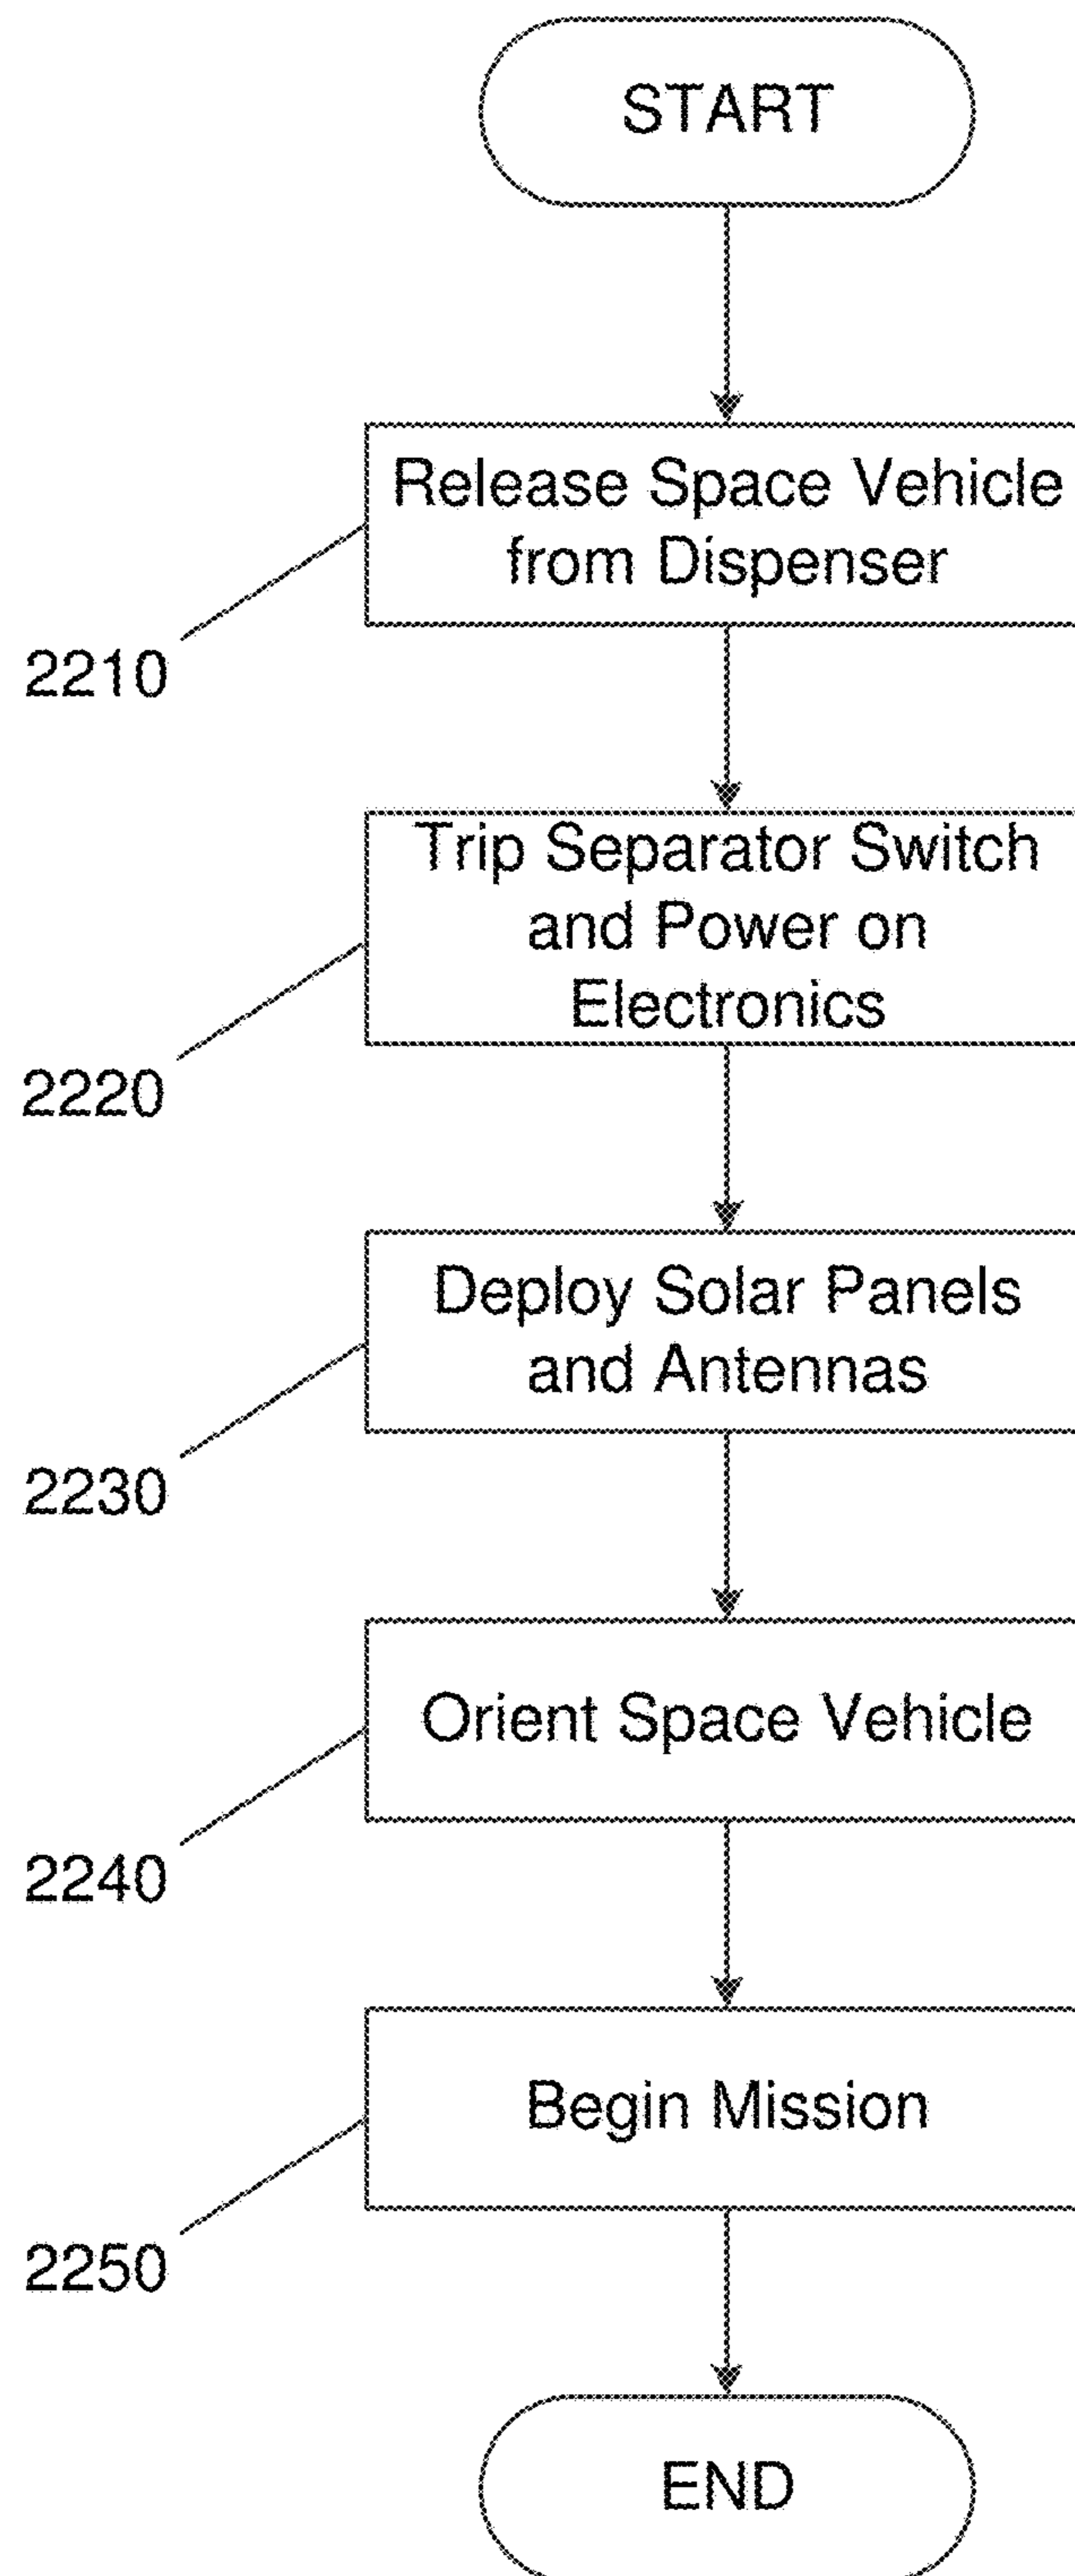 START
Release Space Vehicle
from Dispenser
2210
Trip Separator Switch
and Power on
Electronics
2220
Deploy Solar Panels
and Antennas
2230
Orient Space Vehicle
2240
Begin Mission
2250
END